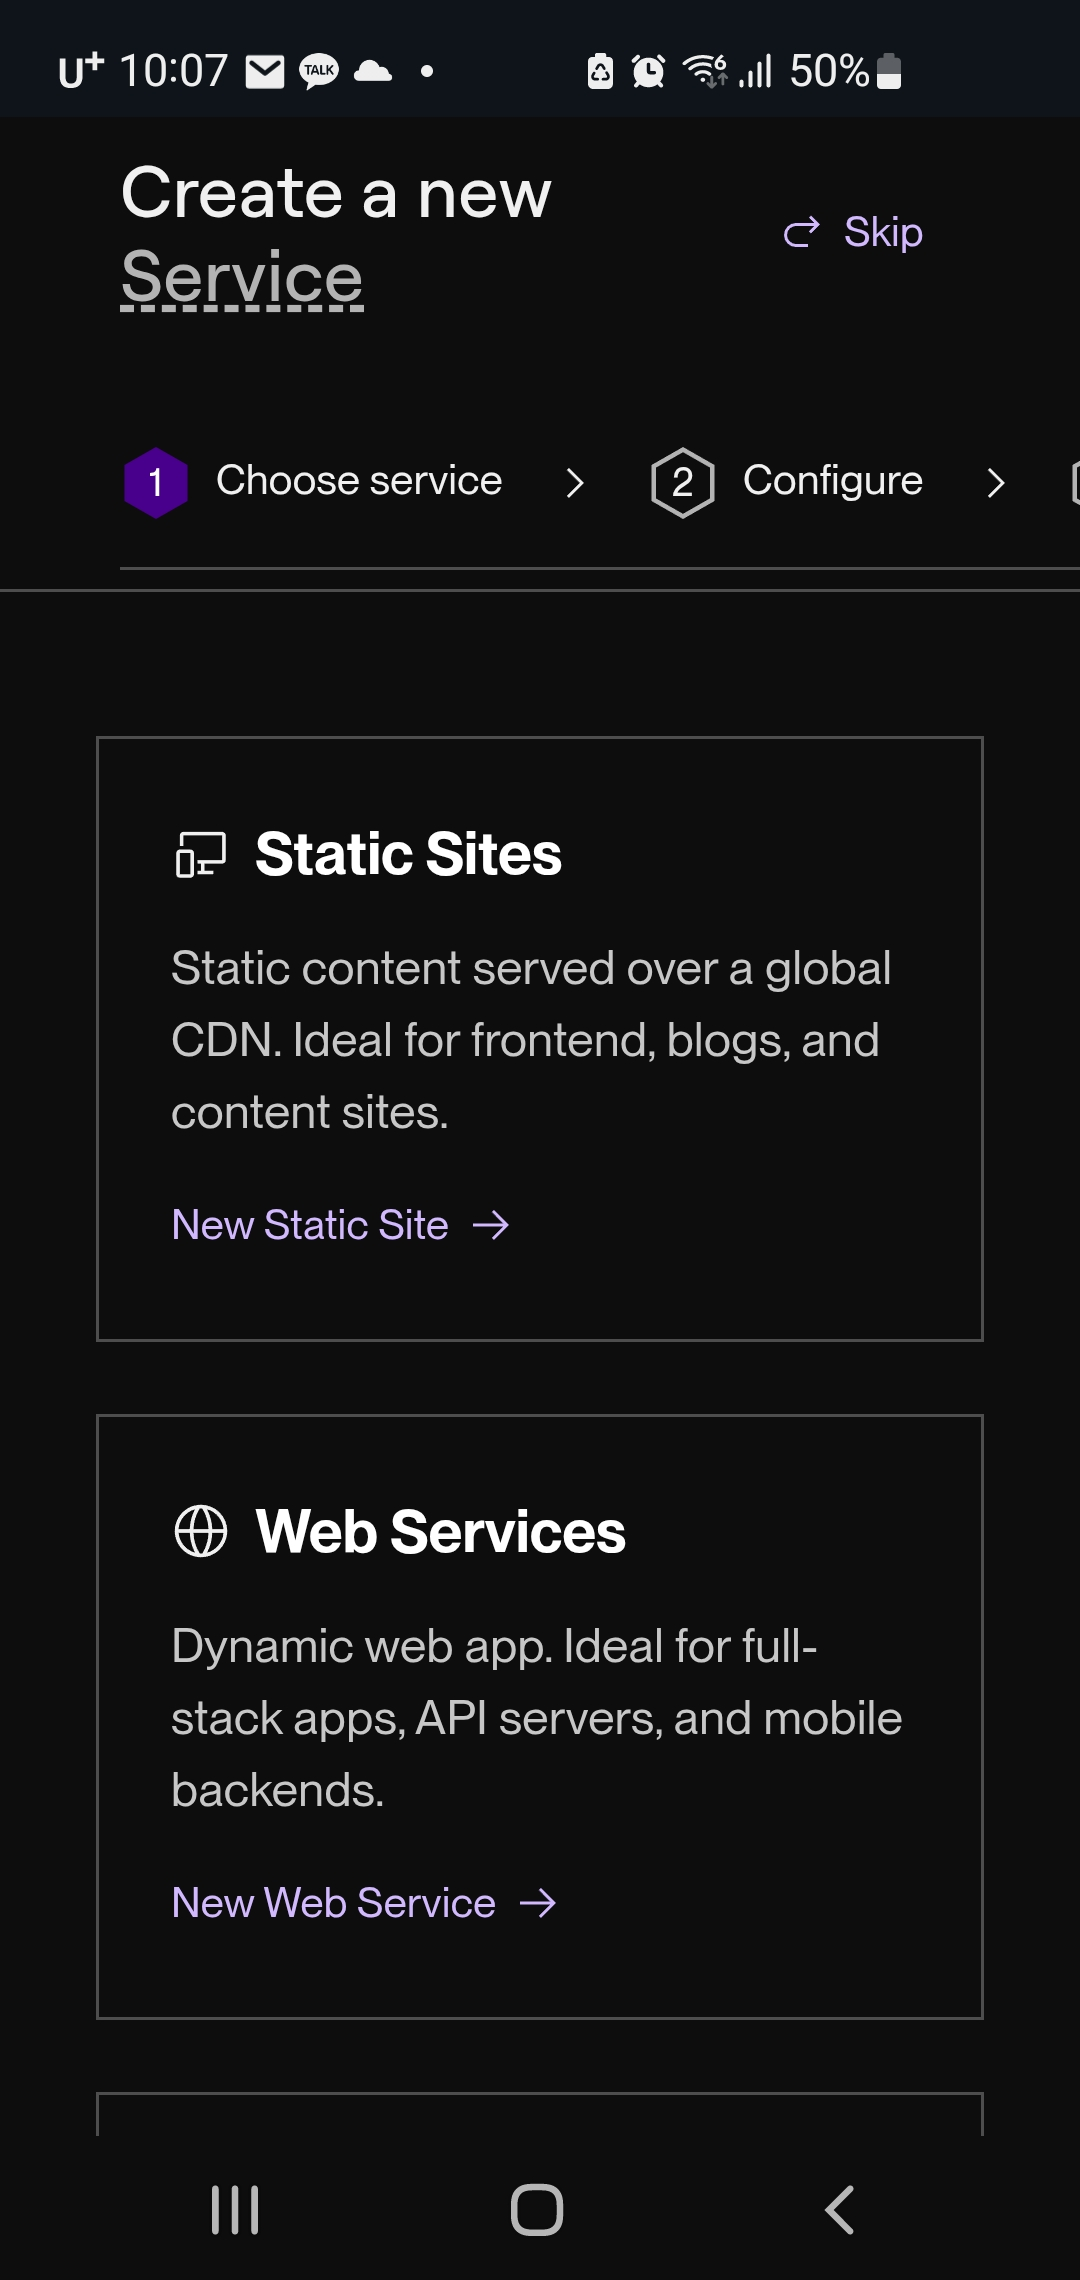 U+ 10:07 TALK 6 50%
Create a new
Service
Skip
1 Choose service 2 Configure
Static Sites
Static content served over a global
CDN. Ideal for frontend, blogs, and
content sites.
New Static Site
Web Services
Dynamic web app. Ideal for full-
stack apps, API servers, and mobile
backends.
New Web Service